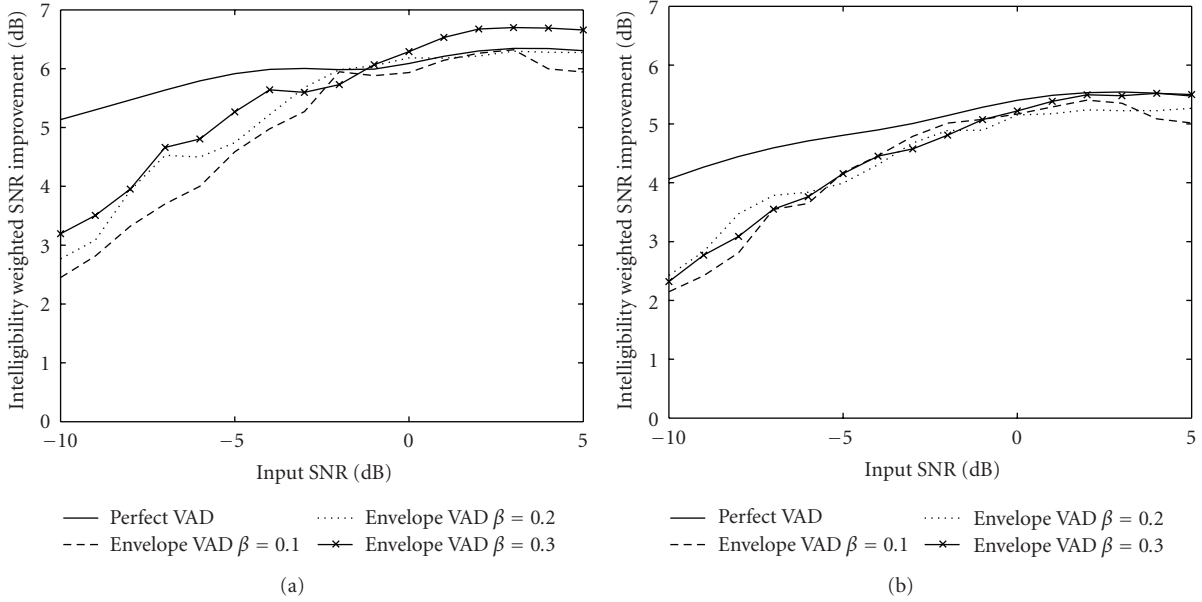 Intelligibility weighted SNR improvement (dB)
7
6
5
4
3
2
1
0
−10
−5
0
5
Input SNR (dB)
Perfect VAD
Envelope VAD β = 0.1
Envelope VAD β = 0.2
Envelope VAD β = 0.3
(a)
Intelligibility weighted SNR improvement (dB)
7
6
5
4
3
2
1
0
−10
−5
0
5
Input SNR (dB)
Perfect VAD
Envelope VAD β = 0.1
Envelope VAD β = 0.2
Envelope VAD β = 0.3
(b)